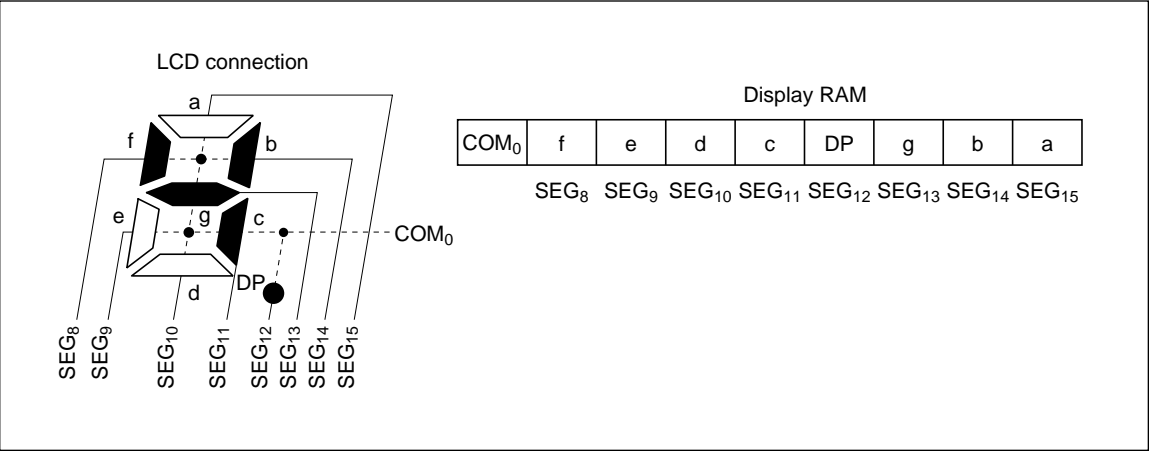 LCD connection
a
f
b
g
e
c
COM₀
DP
d
SEG₈ SEG₉ SEG₁₀ SEG₁₁ SEG₁₂ SEG₁₃ SEG₁₄ SEG₁₅
Display RAM
COM₀ f e d c DP g b a
SEG₈ SEG₉ SEG₁₀ SEG₁₁ SEG₁₂ SEG₁₃ SEG₁₄ SEG₁₅